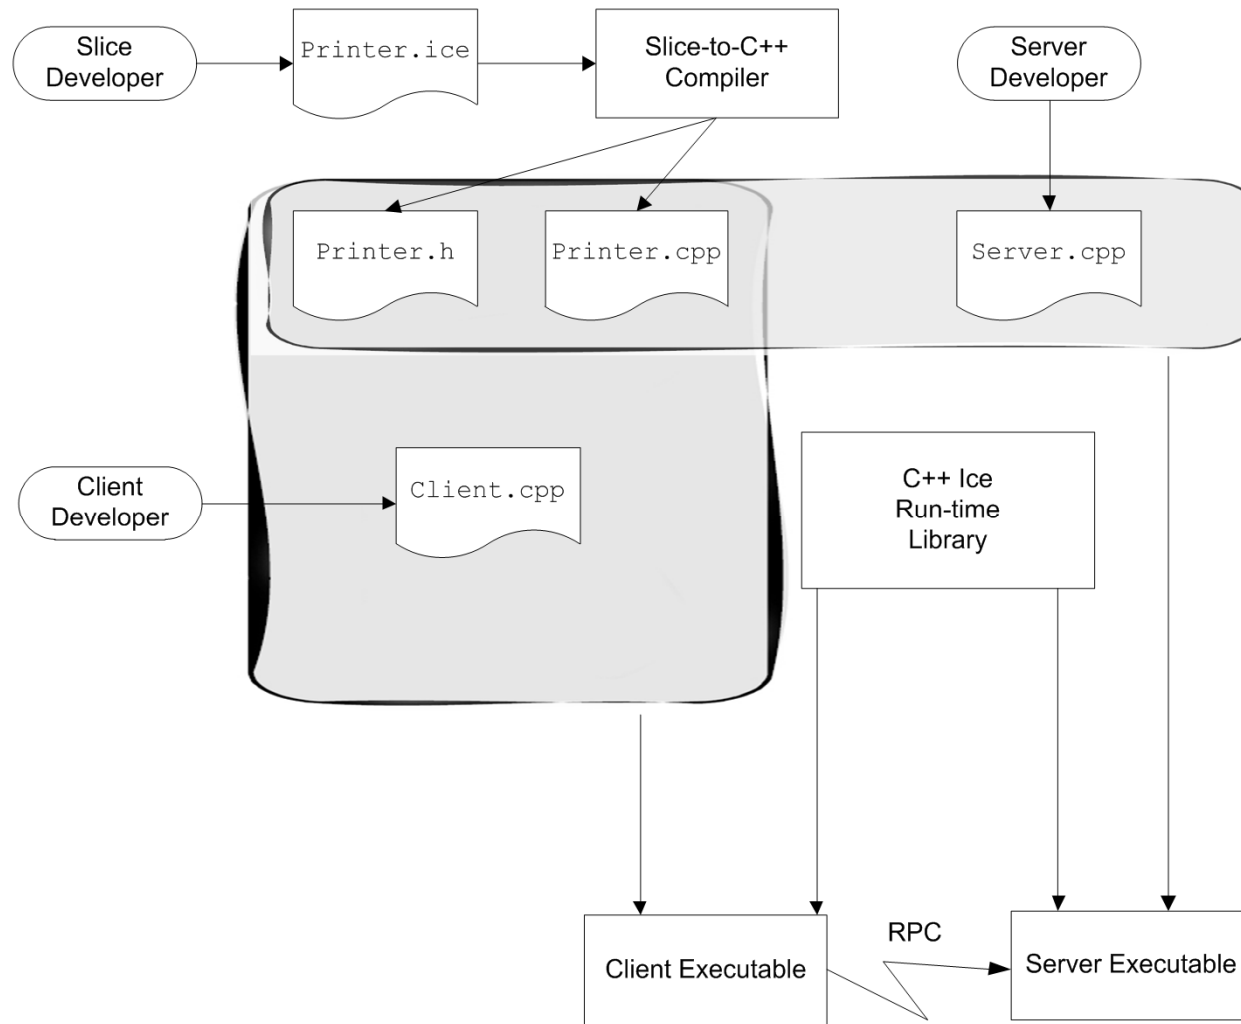 Slice
Developer
Printer.ice
Slice-to-C++
Compiler
Server
Developer
Printer.h
Printer.cpp
Server.cpp
Client
Developer
Client.cpp
C++ Ice
Run-time
Library
RPC
Client Executable
Server Executable